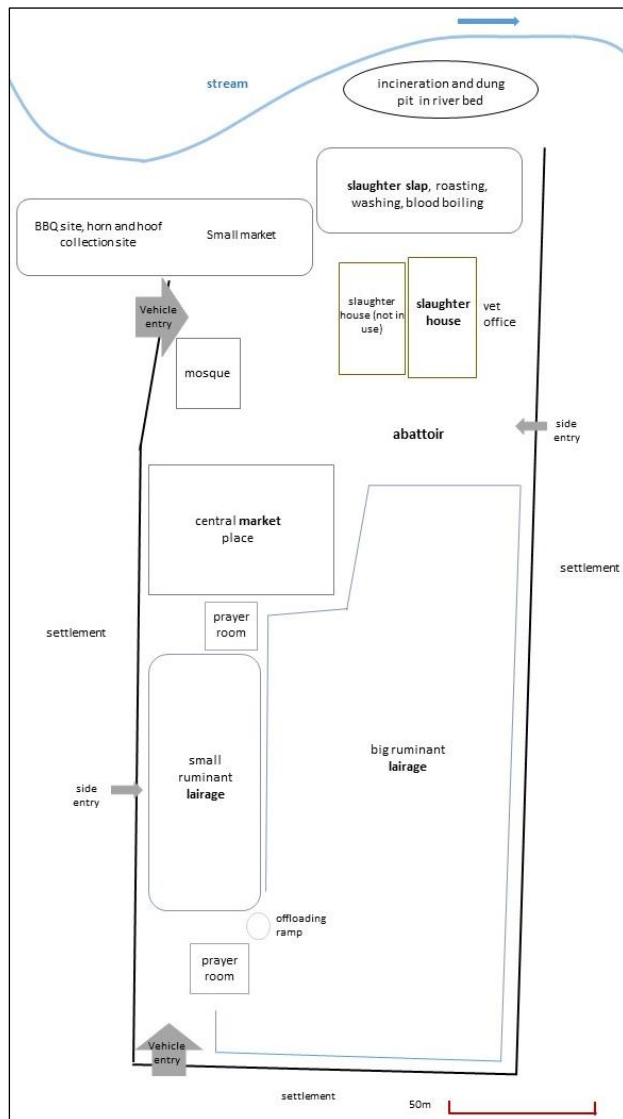 stream
incineration and dung
pit in river bed
slaughter slap, roasting,
washing, blood boiling
BBQ site, horn and hoof
collection site
Small market
Vehicle
entry
slaughter
house (not in
use)
slaughter
house
vet
office
mosque
abattoir
side
entry
central market
place
settlement
prayer
room
settlement
small
ruminant
lairage
big ruminant
lairage
side
entry
offloading
ramp
prayer
room
Vehicle
entry
settlement
50m